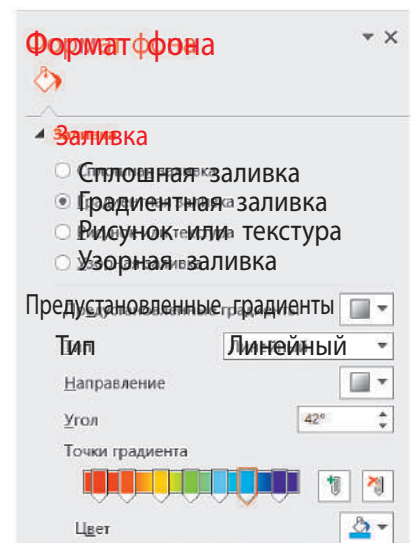 Формат фона
Заливка
Сплошная заливка
Градиентная заливка
Рисунок или текстура
Узорная заливка
Предустановленные градиенты
Тип Линейный
Направление
Угол 42°
Точки градиента
Цвет